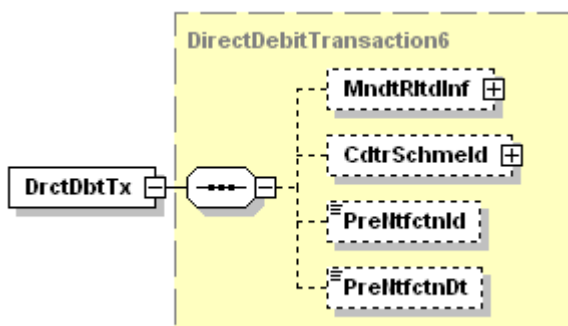 DirectDebitTransaction6
MndtRltdInf
CdtrSchmeId
DrctDbtTx
PreNtfctnId
PreNtfctnDt